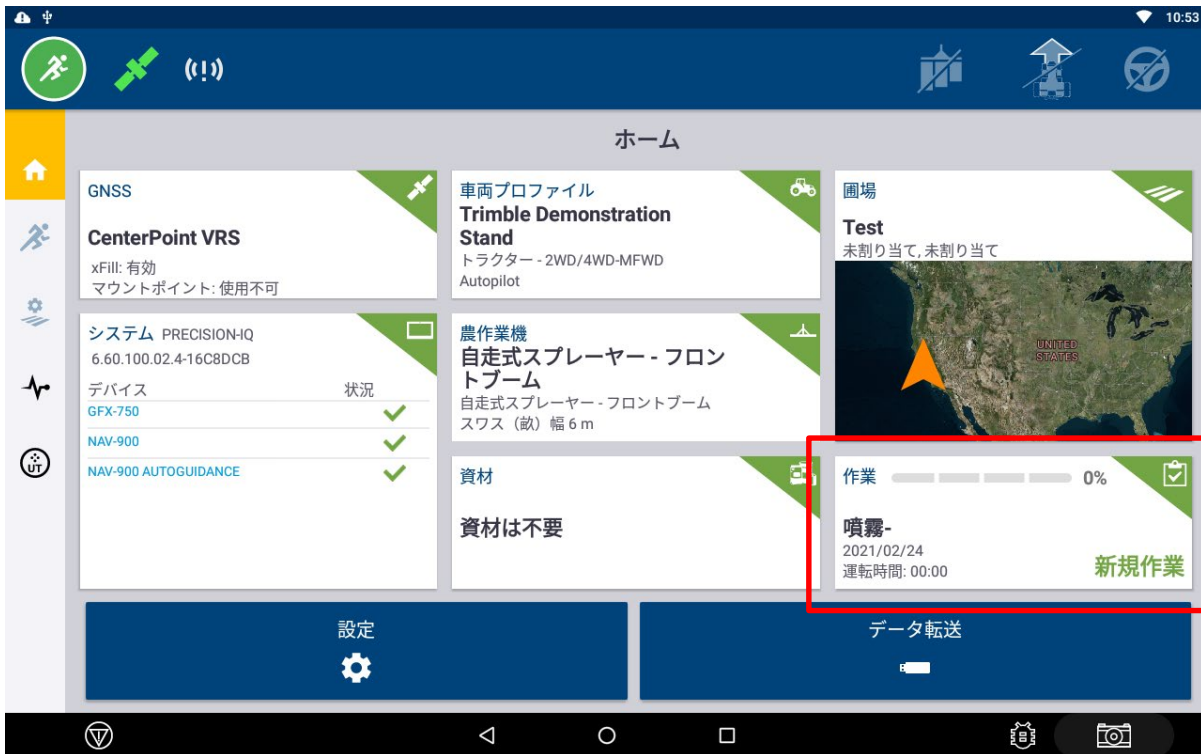 10:53
ホーム
GNSS
CenterPoint VRS
xFill: 有効
マウントポイント: 使用不可
車両プロファイル
Trimble Demonstration
Stand
トラクター - 2WD/4WD-MFWD
Autopilot
圃場
Test
未割り当て, 未割り当て
UNITED
STATES
システム PRECISION-IQ
6.60.100.02.4-16C8DCB
デバイス 状況
GFX-750
NAV-900
NAV-900 AUTOGUIDANCE
農作業機
自走式スプレーヤー - フロン
トブーム
自走式スプレーヤー - フロントブーム
スワス（畝）幅 6 m
資材
資材は不要
作業 0%
噴霧-
2021/02/24
運転時間: 00:00
新規作業
UT
設定
データ転送